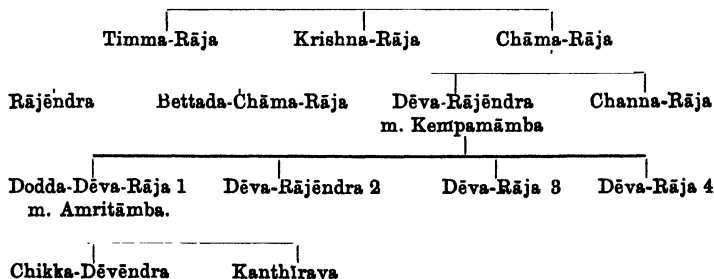 Timma-Rāja Krishna-Rāja Chāma-Rāja
Rājēndra Bettada-Chāma-Rāja Dēva-Rājēndra Channa-Rāja
m. Kempamāmba
Dodda-Dēva-Rāja 1 Dēva-Rājēndra 2 Dēva-Rāja 3 Dēva-Rāja 4
m. Amritāmba.
Chikka-Dēvēndra Kanthīrava